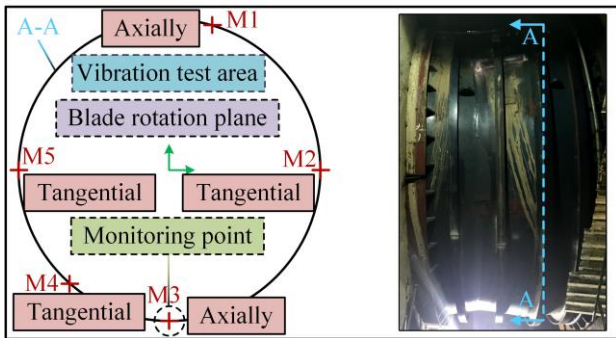 Axially
M1
A-A
A
Vibration test area
Blade rotation plane
M5
M2
Tangential
Tangential
Monitoring point
M4
M3
Tangential
Axially
A